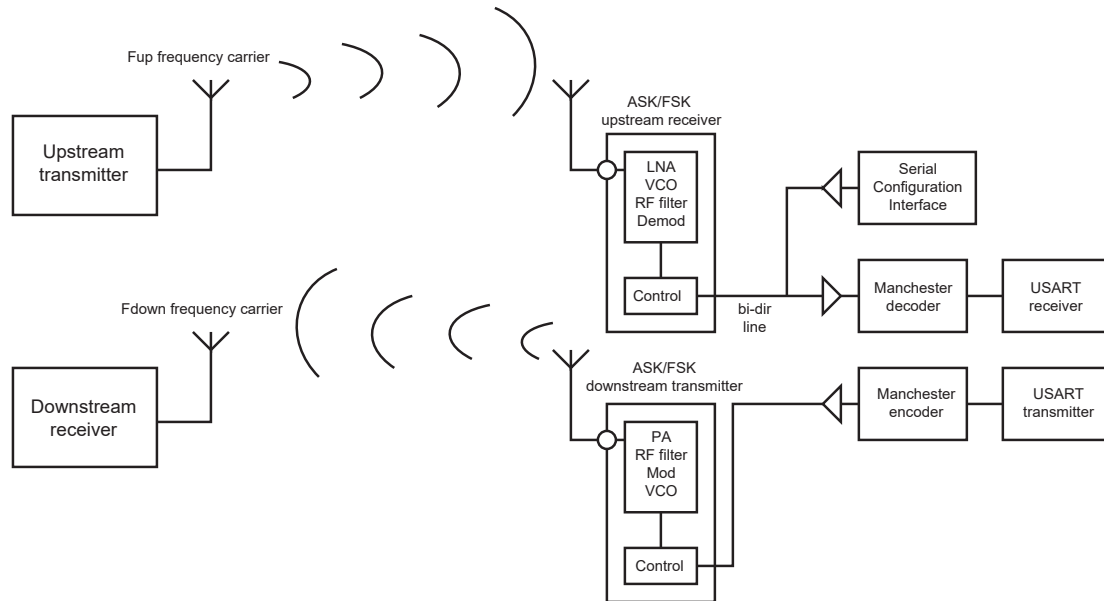 Fup frequency carrier
Upstream
transmitter
ASK/FSK
upstream receiver
LNA
VCO
RF filter
Demod
Control
bi-dir
line
Serial
Configuration
Interface
Manchester
decoder
USART
receiver
Fdown frequency carrier
Downstream
receiver
ASK/FSK
downstream transmitter
PA
RF filter
Mod
VCO
Control
Manchester
encoder
USART
transmitter